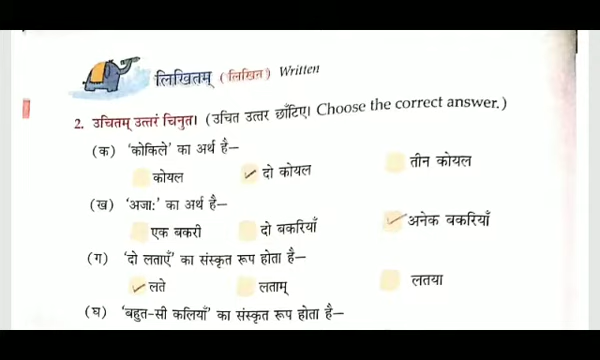 लिखितम् (लिखित) Written
2. उचितम् उत्तरं चिनुत। (उचित उत्तर छाँटिए। Choose the correct answer.)
(क) 'कोकिले' का अर्थ है–
कोयल दो कोयल तीन कोयल
(ख) 'अजाः' का अर्थ है–
एक बकरी दो बकरियाँ अनेक बकरियाँ
(ग) 'दो लताएँ' का संस्कृत रूप होता है–
लते लताम् लतया
(घ) 'बहुत-सी कलियाँ' का संस्कृत रूप होता है–